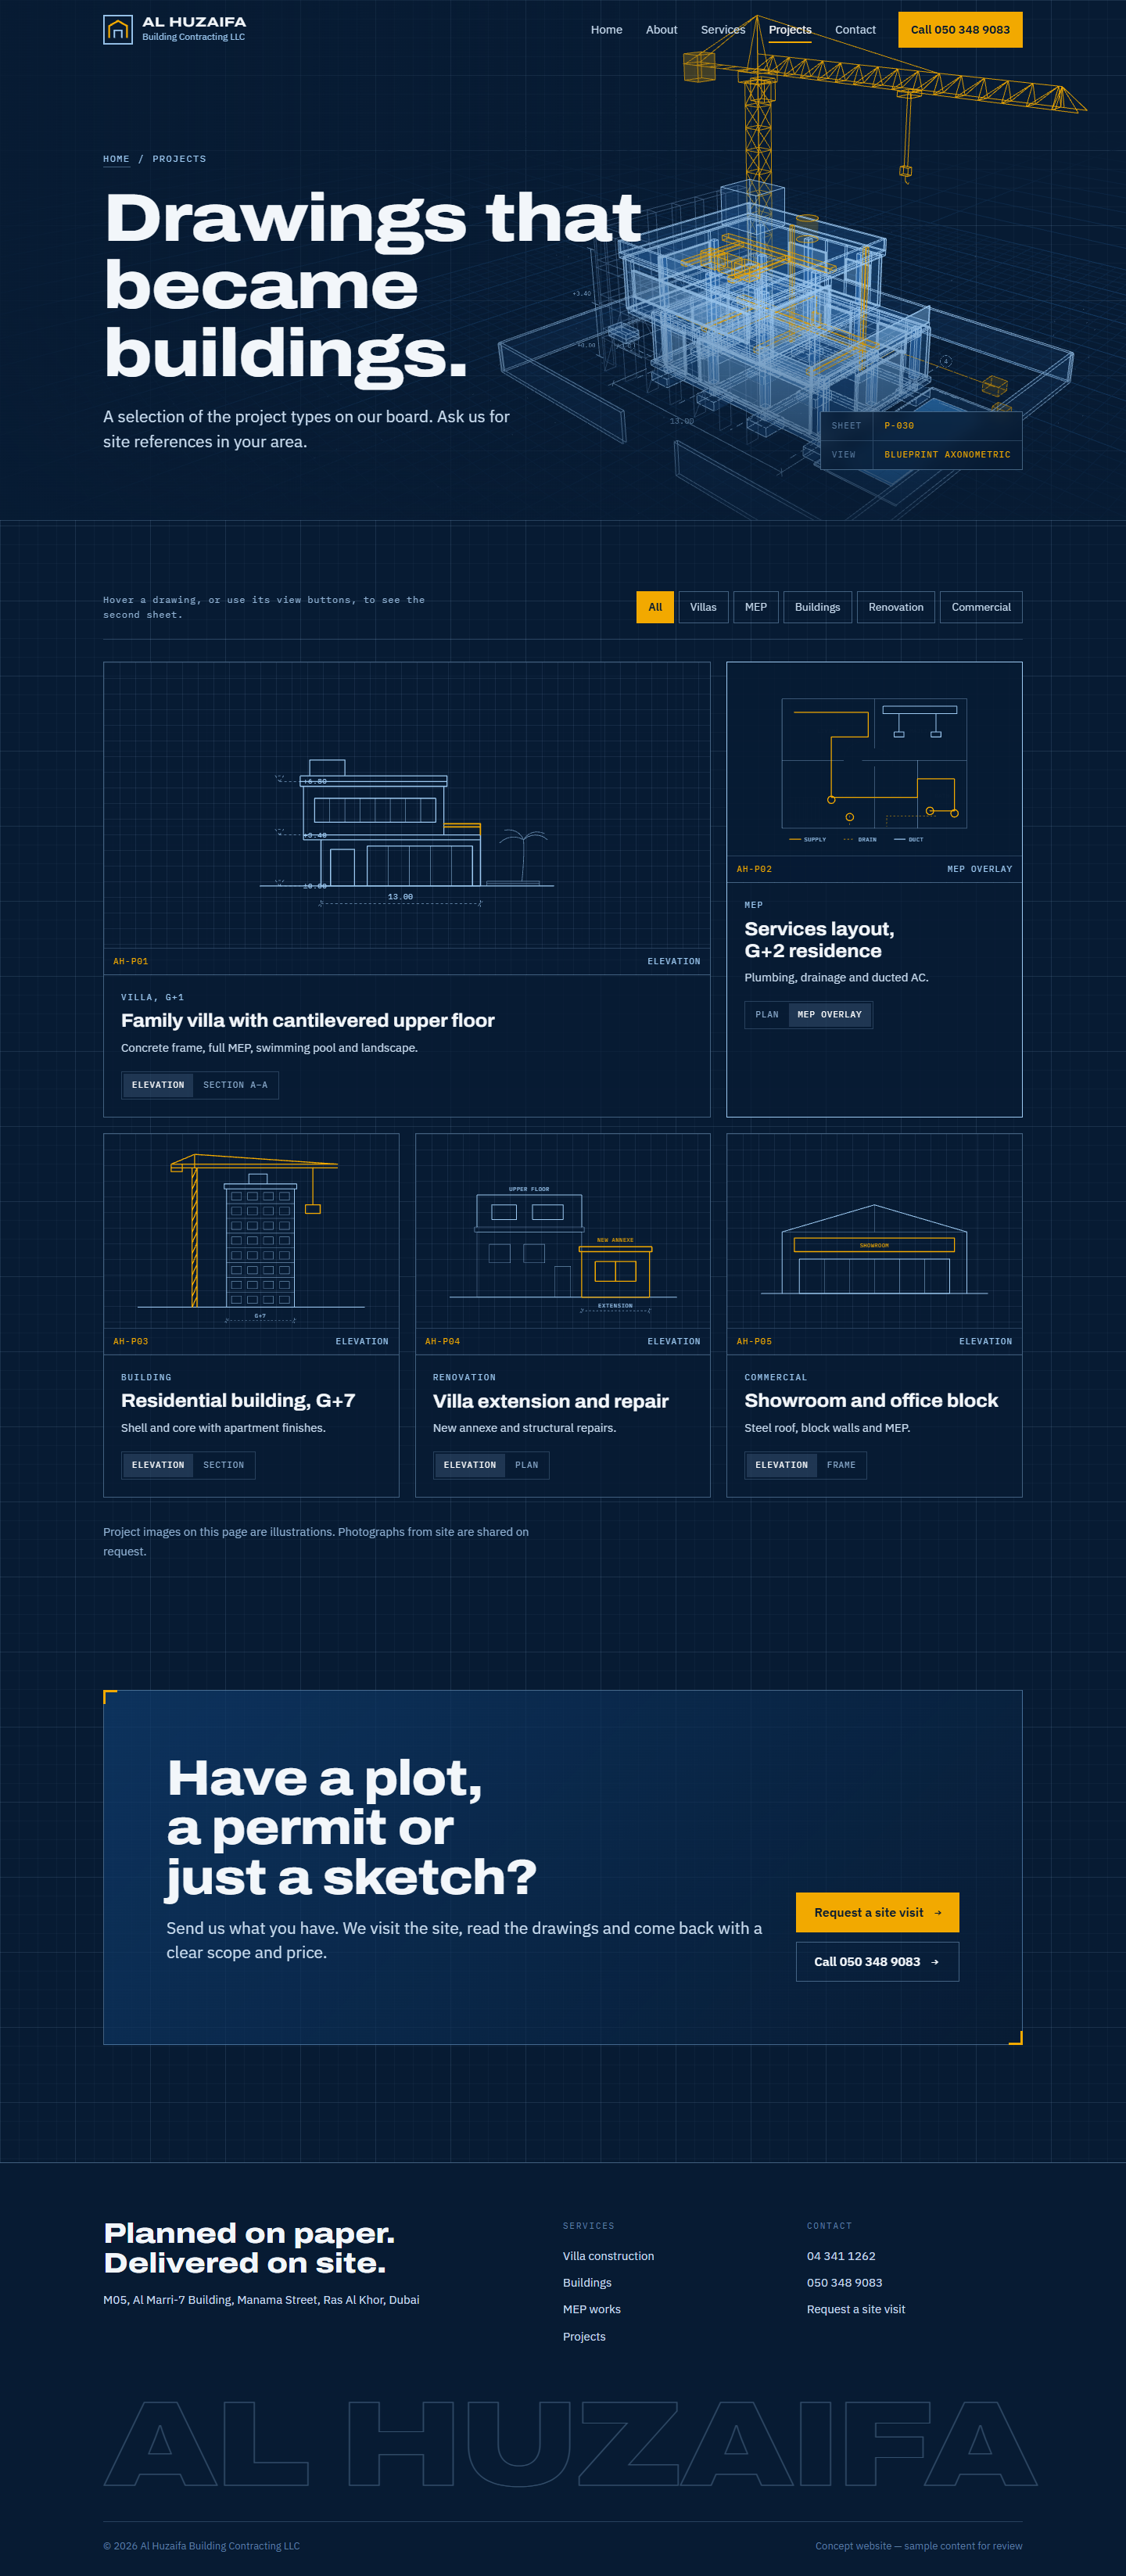 AL HUZAIFA
Building Contracting LLC
Home About Services Projects Contact Call 050 348 9083
HOME / PROJECTS
Drawings that
became
buildings.
A selection of the project types on our board. Ask us for
site references in your area.
+3.40
±0.00
13.00
4
SHEET P-030
VIEW BLUEPRINT AXONOMETRIC
Hover a drawing, or use its view buttons, to see the
second sheet.
All Villas MEP Buildings Renovation Commercial
+6.80
+3.40
±0.00
13.00
AH-P01 ELEVATION
VILLA, G+1
Family villa with cantilevered upper floor
Concrete frame, full MEP, swimming pool and landscape.
ELEVATION SECTION A–A
SUPPLY DRAIN DUCT
AH-P02 MEP OVERLAY
MEP
Services layout,
G+2 residence
Plumbing, drainage and ducted AC.
PLAN MEP OVERLAY
G+7
AH-P03 ELEVATION
BUILDING
Residential building, G+7
Shell and core with apartment finishes.
ELEVATION SECTION
UPPER FLOOR
NEW ANNEXE
EXTENSION
AH-P04 ELEVATION
RENOVATION
Villa extension and repair
New annexe and structural repairs.
ELEVATION PLAN
SHOWROOM
AH-P05 ELEVATION
COMMERCIAL
Showroom and office block
Steel roof, block walls and MEP.
ELEVATION FRAME
Project images on this page are illustrations. Photographs from site are shared on
request.
Have a plot,
a permit or
just a sketch?
Send us what you have. We visit the site, read the drawings and come back with a
clear scope and price.
Request a site visit →
Call 050 348 9083 →
Planned on paper.
Delivered on site.
M05, Al Marri-7 Building, Manama Street, Ras Al Khor, Dubai
SERVICES
Villa construction
Buildings
MEP works
Projects
CONTACT
04 341 1262
050 348 9083
Request a site visit
AL HUZAIFA
© 2026 Al Huzaifa Building Contracting LLC
Concept website — sample content for review